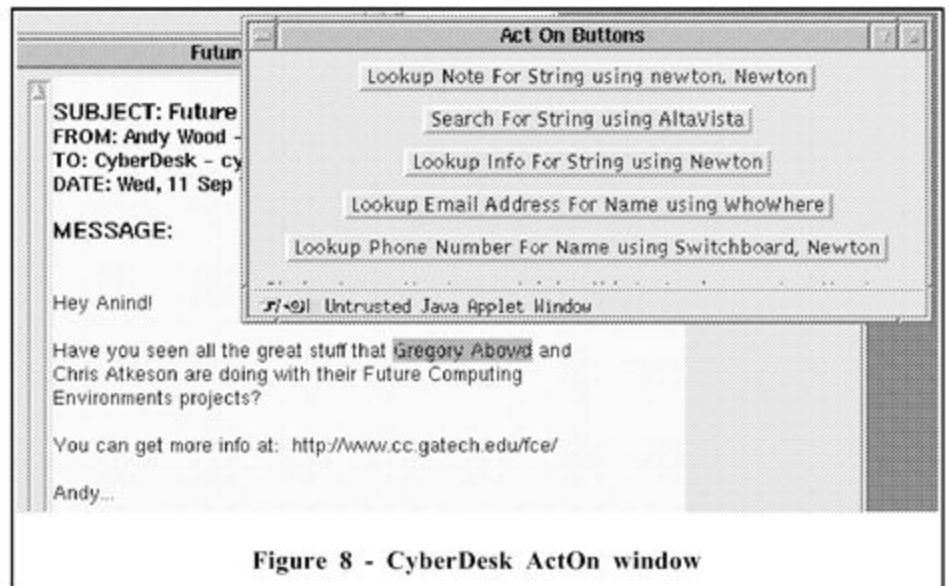 Act On Buttons
Lookup Note For String using newton, Newton
Search For String using AltaVista
Lookup Info For String using Newton
Lookup Email Address For Name using WhoWhere
Lookup Phone Number For Name using Switchboard, Newton
Untrusted Java Applet Window
Futur
SUBJECT: Future
FROM: Andy Wood -
TO: CyberDesk - cy
DATE: Wed, 11 Sep
MESSAGE:
Hey Anind!
Have you seen all the great stuff that Gregory Abowd and
Chris Atkeson are doing with their Future Computing
Environments projects?
You can get more info at: http://www.cc.gatech.edu/fce/
Andy...
Figure 8 - CyberDesk ActOn window